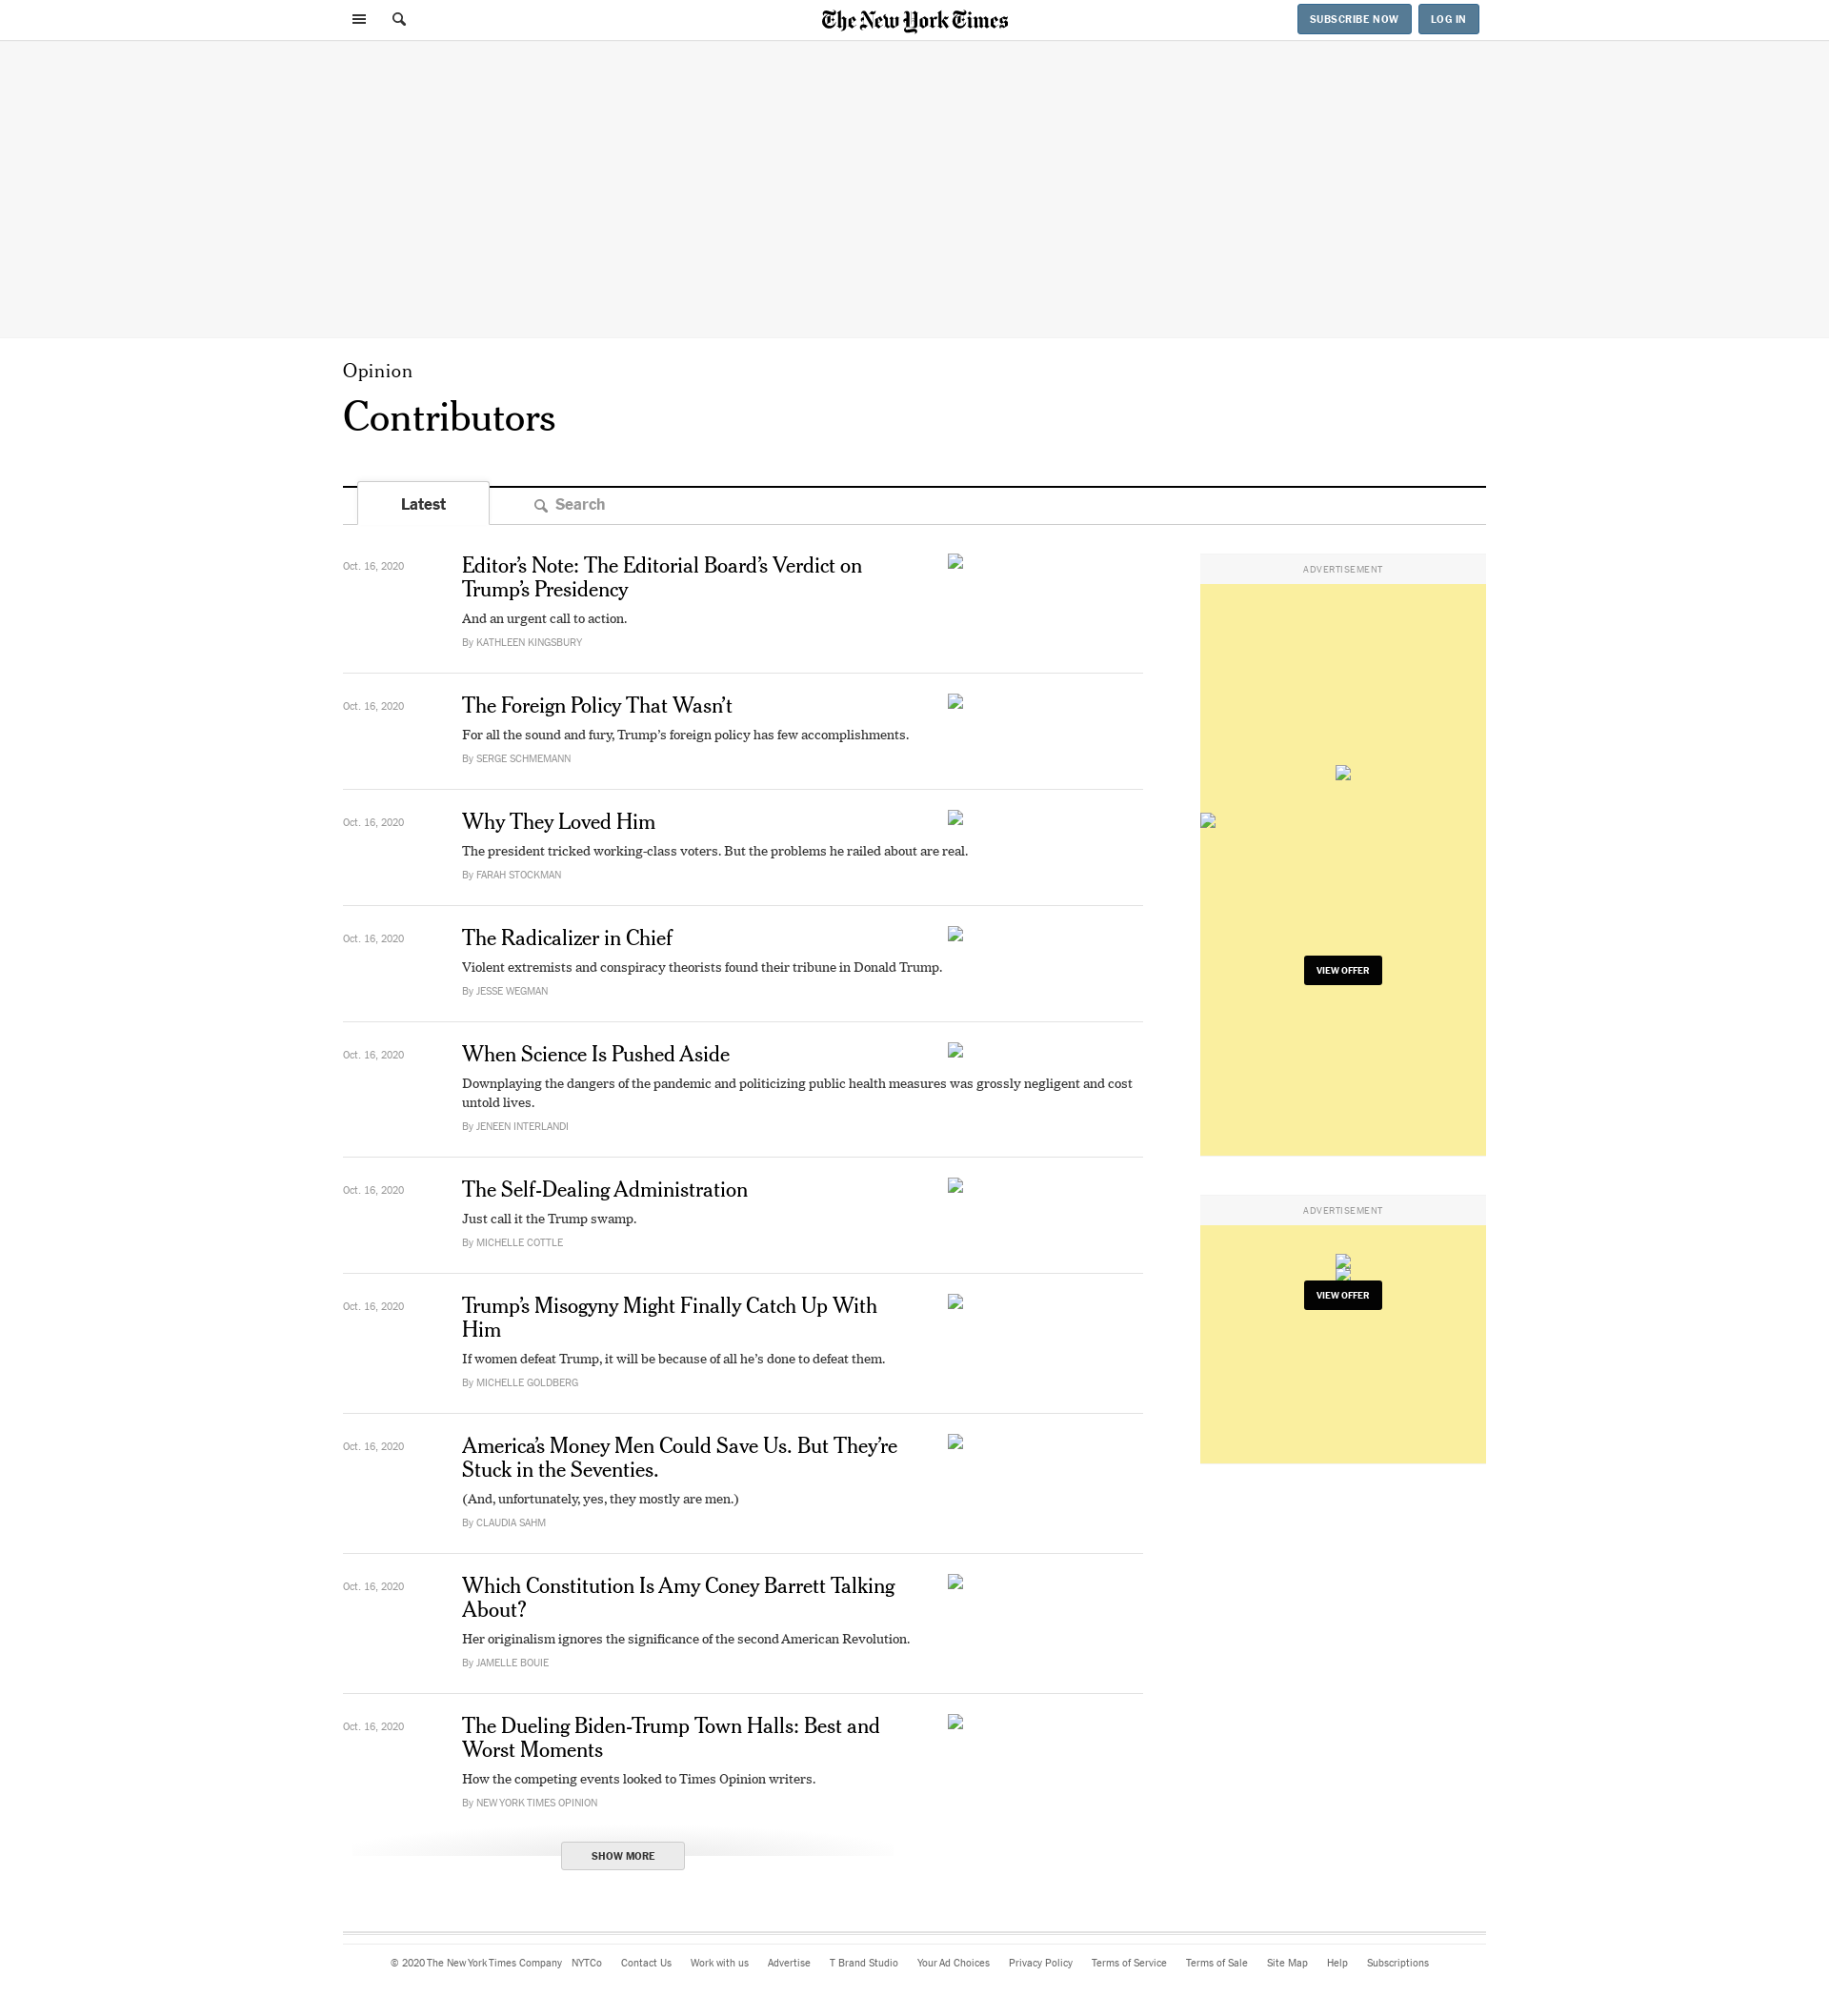 The New York Times
SUBSCRIBE NOW
LOG IN
Opinion
Contributors
Latest
Search
Oct. 16, 2020
Editor’s Note: The Editorial Board’s Verdict on
Trump’s Presidency
And an urgent call to action.
By KATHLEEN KINGSBURY
Oct. 16, 2020
The Foreign Policy That Wasn’t
For all the sound and fury, Trump’s foreign policy has few accomplishments.
By SERGE SCHMEMANN
Oct. 16, 2020
Why They Loved Him
The president tricked working-class voters. But the problems he railed about are real.
By FARAH STOCKMAN
Oct. 16, 2020
The Radicalizer in Chief
Violent extremists and conspiracy theorists found their tribune in Donald Trump.
By JESSE WEGMAN
Oct. 16, 2020
When Science Is Pushed Aside
Downplaying the dangers of the pandemic and politicizing public health measures was grossly negligent and cost
untold lives.
By JENEEN INTERLANDI
Oct. 16, 2020
The Self-Dealing Administration
Just call it the Trump swamp.
By MICHELLE COTTLE
Oct. 16, 2020
Trump’s Misogyny Might Finally Catch Up With
Him
If women defeat Trump, it will be because of all he’s done to defeat them.
By MICHELLE GOLDBERG
Oct. 16, 2020
America’s Money Men Could Save Us. But They’re
Stuck in the Seventies.
(And, unfortunately, yes, they mostly are men.)
By CLAUDIA SAHM
Oct. 16, 2020
Which Constitution Is Amy Coney Barrett Talking
About?
Her originalism ignores the significance of the second American Revolution.
By JAMELLE BOUIE
Oct. 16, 2020
The Dueling Biden-Trump Town Halls: Best and
Worst Moments
How the competing events looked to Times Opinion writers.
By NEW YORK TIMES OPINION
SHOW MORE
ADVERTISEMENT
VIEW OFFER
ADVERTISEMENT
VIEW OFFER
© 2020 The New York Times Company NYTCo Contact Us Work with us Advertise T Brand Studio Your Ad Choices Privacy Policy Terms of Service Terms of Sale Site Map Help Subscriptions